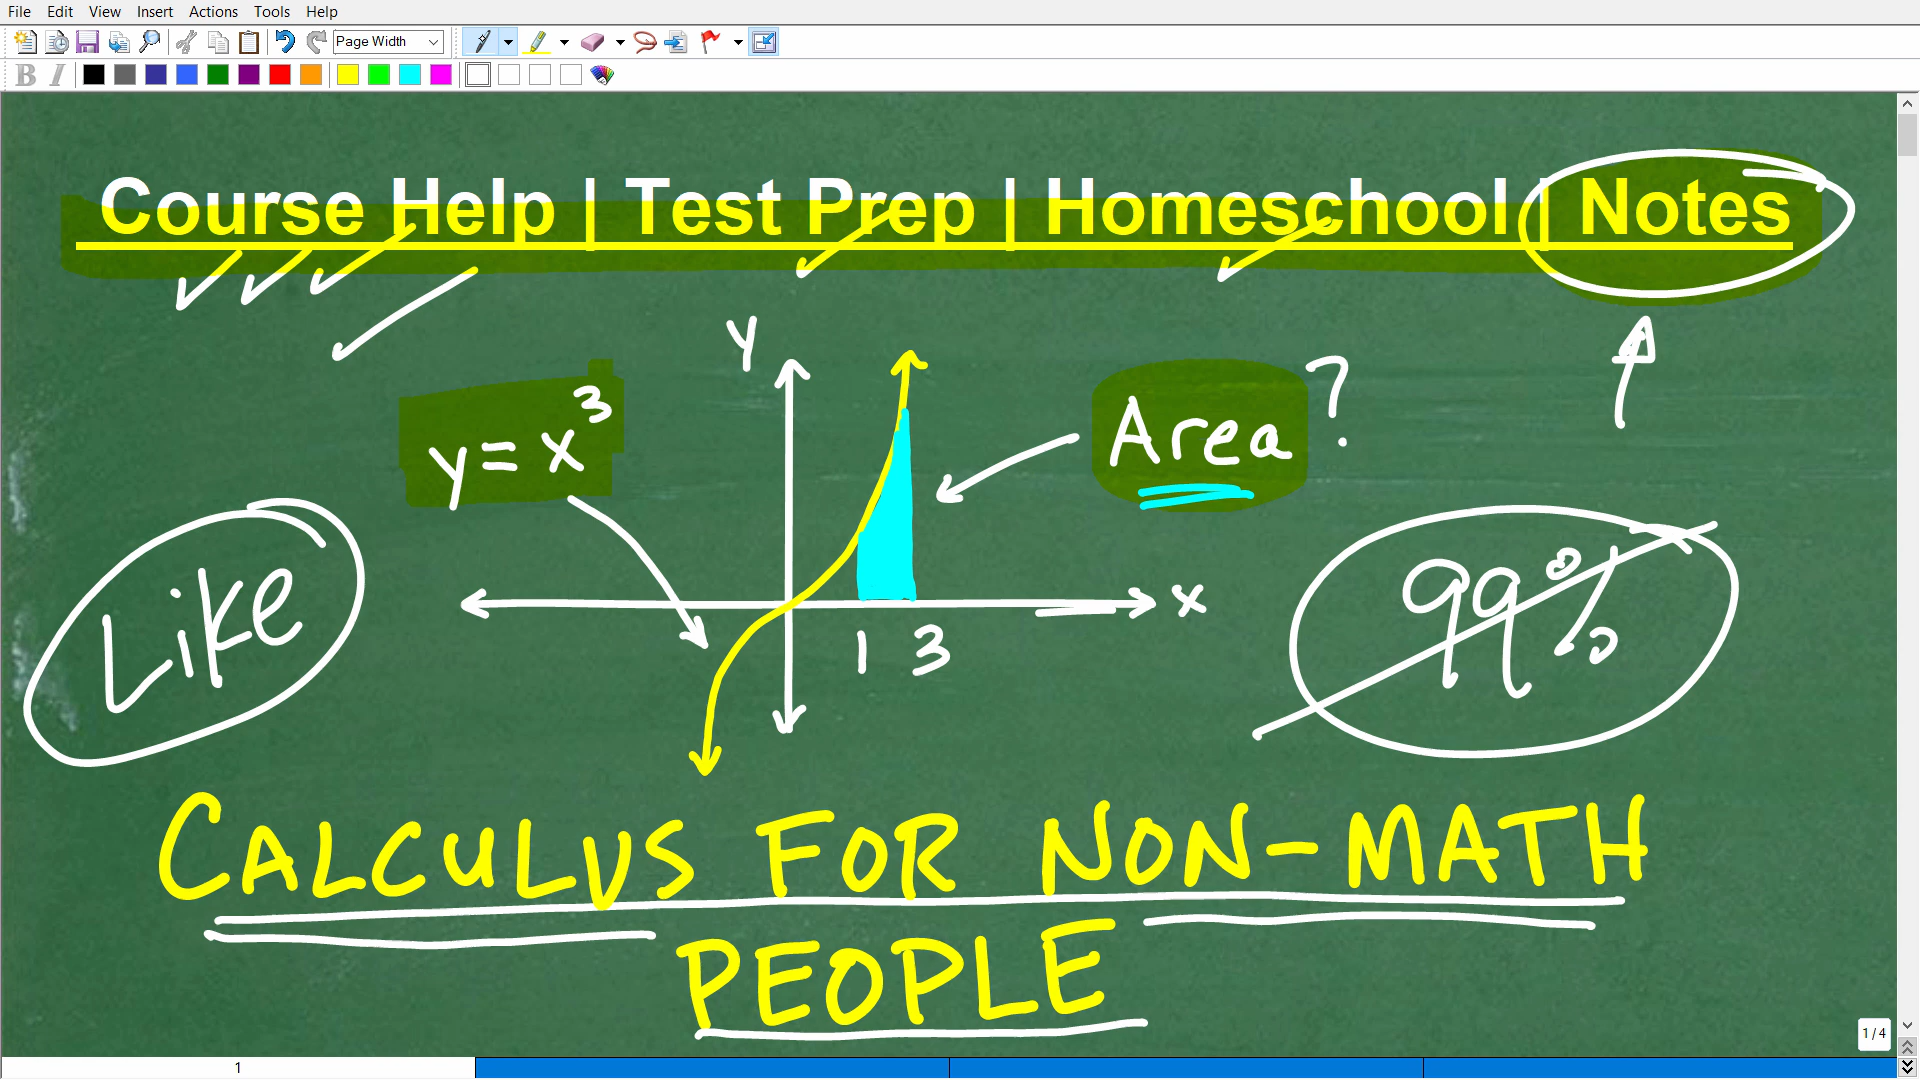 File Edit View Insert Actions Tools Help
Page Width
B I
Course Help | Test Prep | Homeschool | Notes
y
y = x³
Area?
Like
99%
x
1 3
CALCULUS FOR NON-MATH
PEOPLE
1 / 4
1